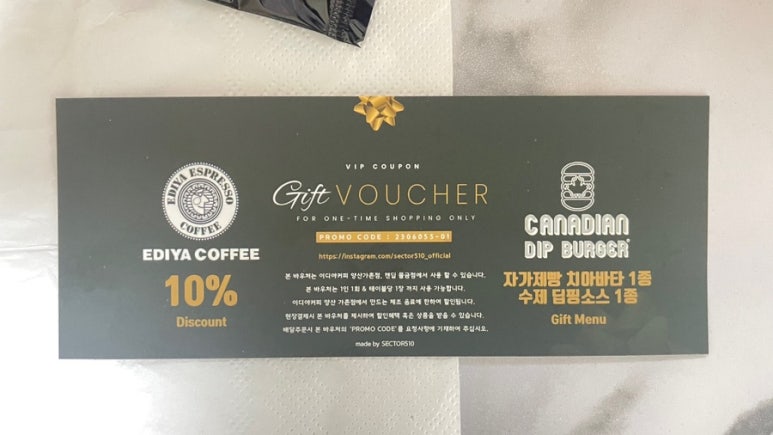 VIP COUPON
Gift VOUCHER
FOR ONE-TIME SHOPPING ONLY
PROMO CODE : 2306053-01
https://instagram.com/sector510_official
본 바우처는 이디야커피 양산가촌점, 캔딥 물금점에서 사용 할 수 있습니다.
본 바우처는 1인 1회 & 테이블당 1장 까지 사용 가능합니다.
이디야커피 양산 가촌점에서 만드는 제조 음료에 한하여 할인됩니다.
현장결제시 본 바우처를 제시하여 할인혜택 혹은 상품을 받을 수 있습니다.
배달주문시 본 바우처의 'PROMO CODE'를 요청사항에 기재하여 주십시오.
made by SECTOR510
EDIYA ESPRESSO
COFFEE
EDIYA COFFEE
10%
Discount
CANADIAN
DIP BURGER
자가제빵 치아바타 1종
수제 딥핑소스 1종
Gift Menu